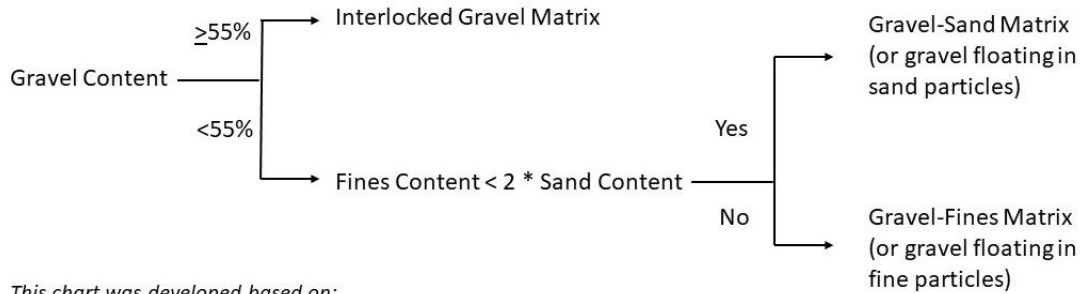 ≥55%
Interlocked Gravel Matrix
Gravel Content
<55%
Fines Content < 2 * Sand Content
Yes
No
Gravel-Sand Matrix
(or gravel floating in
sand particles)
Gravel-Fines Matrix
(or gravel floating in
fine particles)
This chart was developed based on: